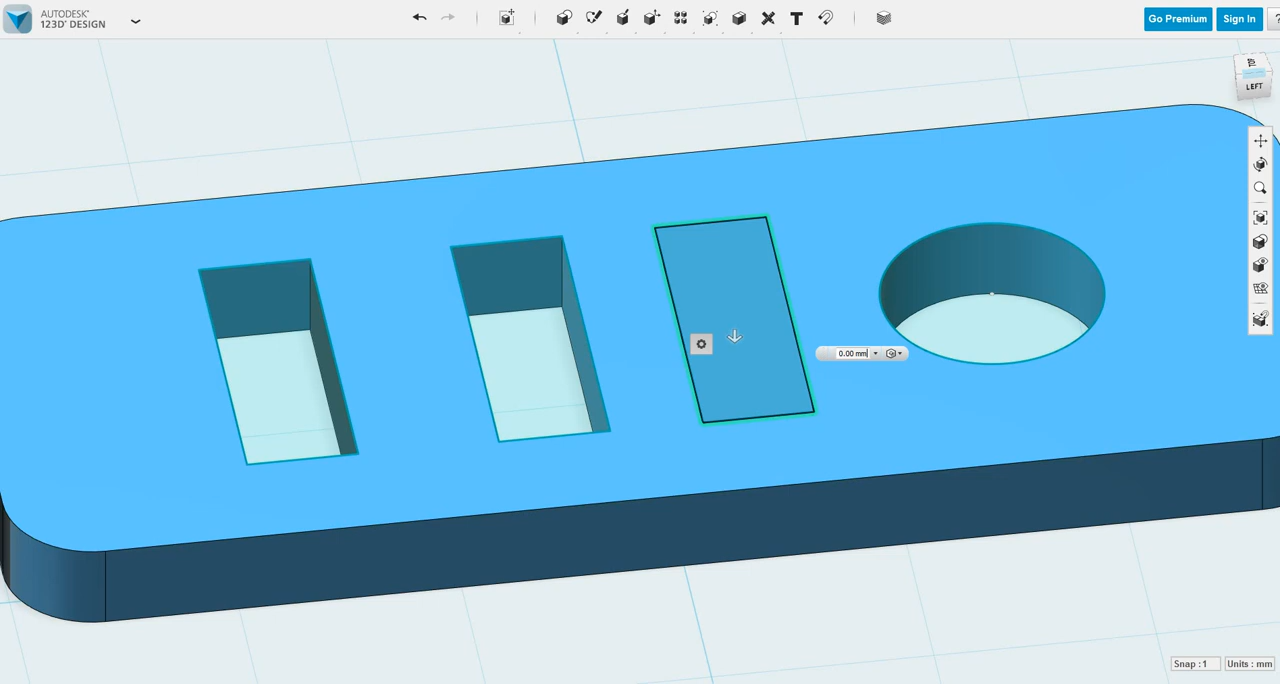 AUTODESK®
123D® DESIGN
Go Premium
Sign In
?
LEFT
0.00 mm
Snap : 1
Units : mm